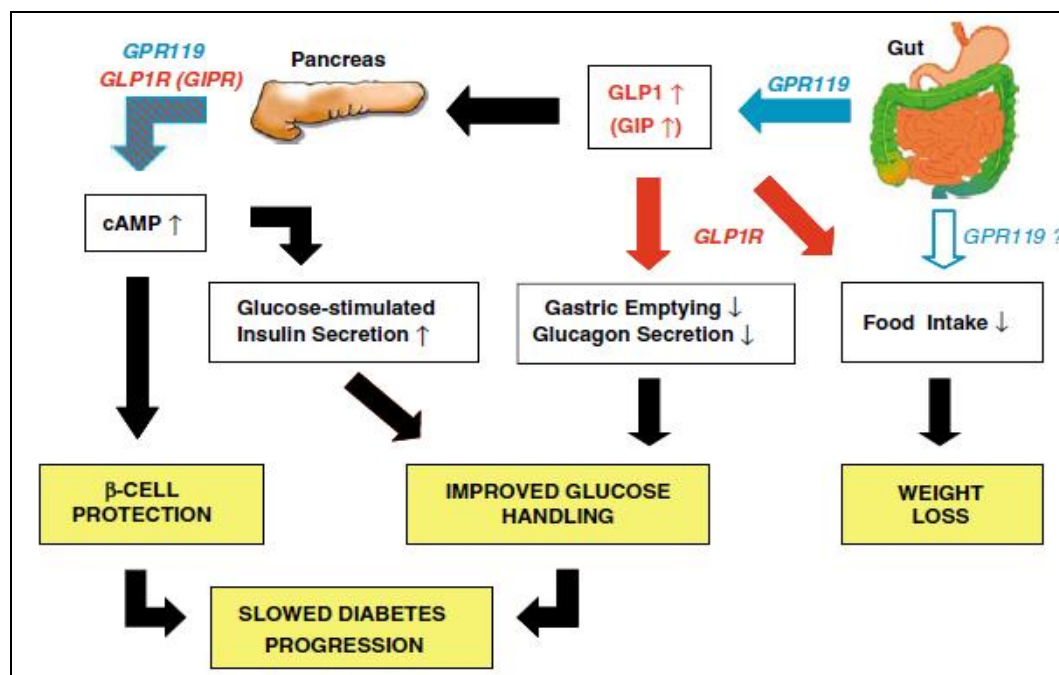 GPR119
GLP1R (GIPR)
Pancreas
GLP1 ↑
(GIP ↑)
GPR119
Gut
cAMP ↑
GLP1R
GPR119 ?
Glucose-stimulated
Insulin Secretion ↑
Gastric Emptying ↓
Glucagon Secretion ↓
Food Intake ↓
β-CELL
PROTECTION
IMPROVED GLUCOSE
HANDLING
WEIGHT
LOSS
SLOWED DIABETES
PROGRESSION